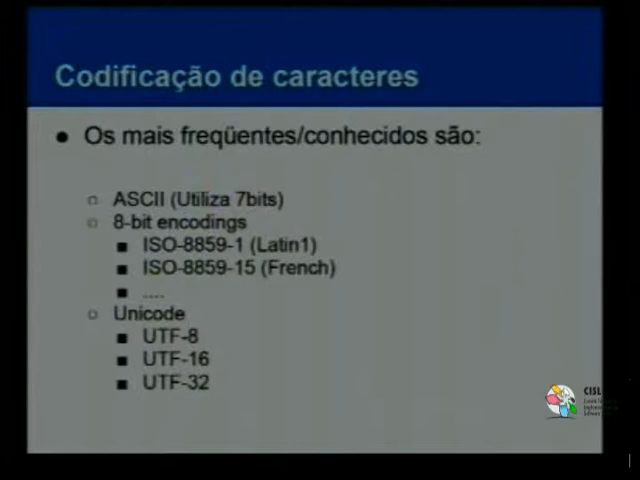 Codificação de caracteres
● Os mais freqüentes/conhecidos são:
○ ASCII (Utiliza 7bits)
○ 8-bit encodings
■ ISO-8859-1 (Latin1)
■ ISO-8859-15 (French)
■ ....
○ Unicode
■ UTF-8
■ UTF-16
■ UTF-32
CISL